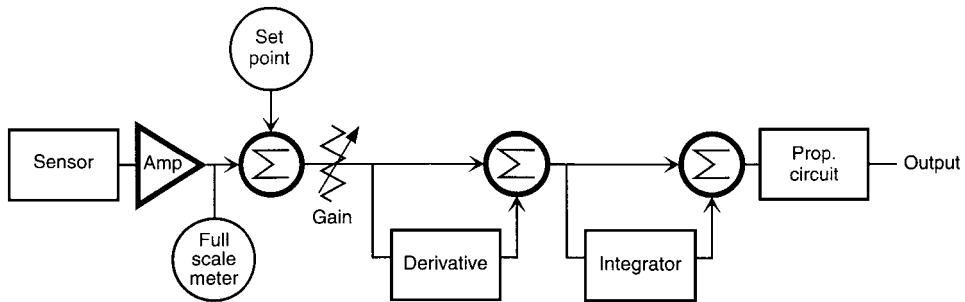 Set
point
Sensor
Amp
Σ
Gain
Full
scale
meter
Derivative
Σ
Integrator
Σ
Prop.
circuit
Output